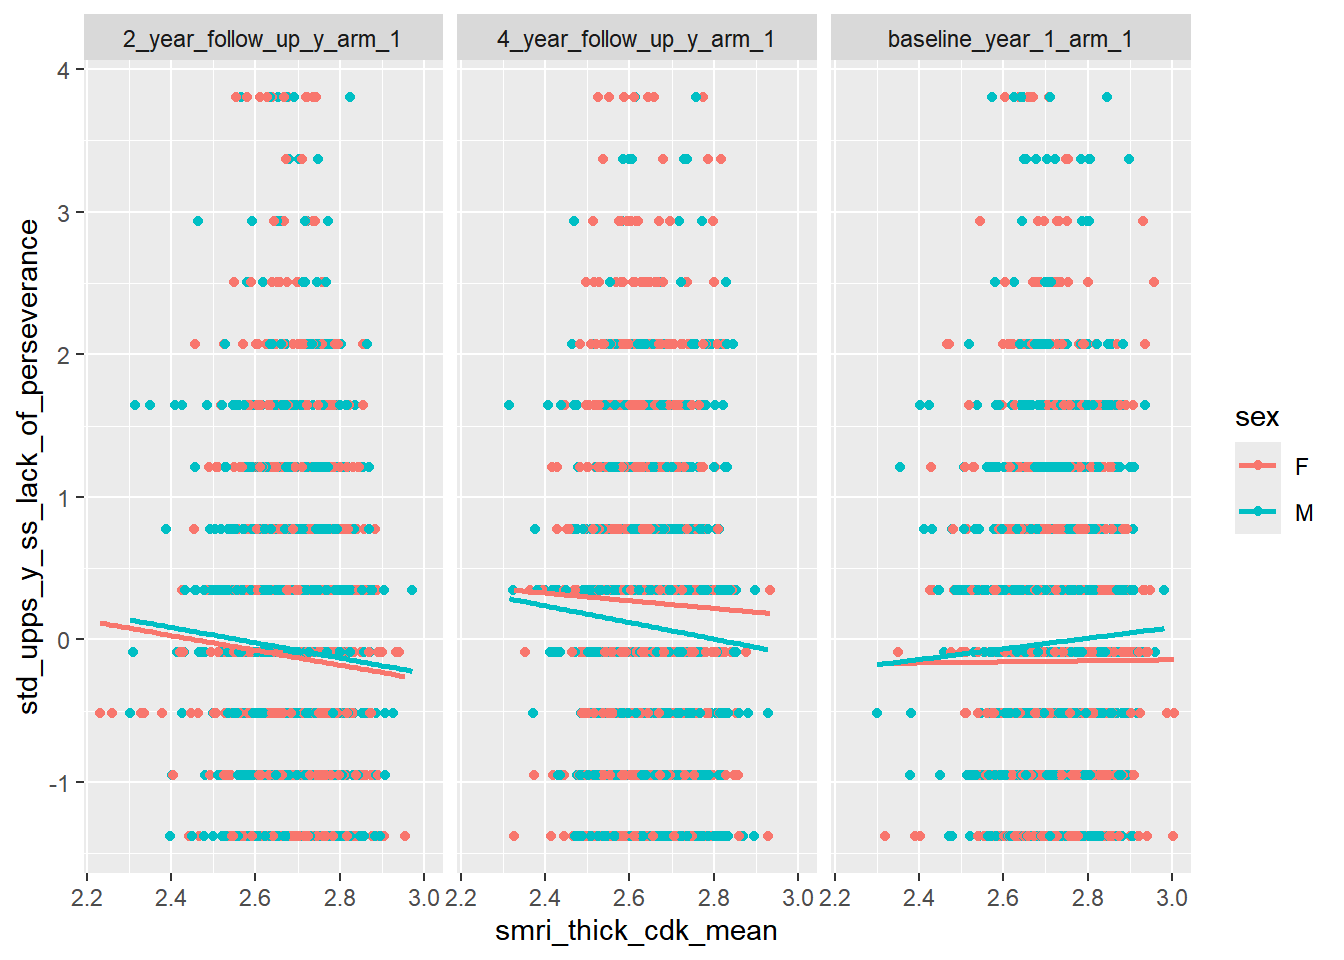 2_year_follow_up_y_arm_1
4_year_follow_up_y_arm_1
baseline_year_1_arm_1
std_upps_y_ss_lack_of_perseverance
4
3
2
1
0
-1
2.2 2.4 2.6 2.8 3.0
2.2 2.4 2.6 2.8 3.0
2.2 2.4 2.6 2.8 3.0
smri_thick_cdk_mean
sex
F
M